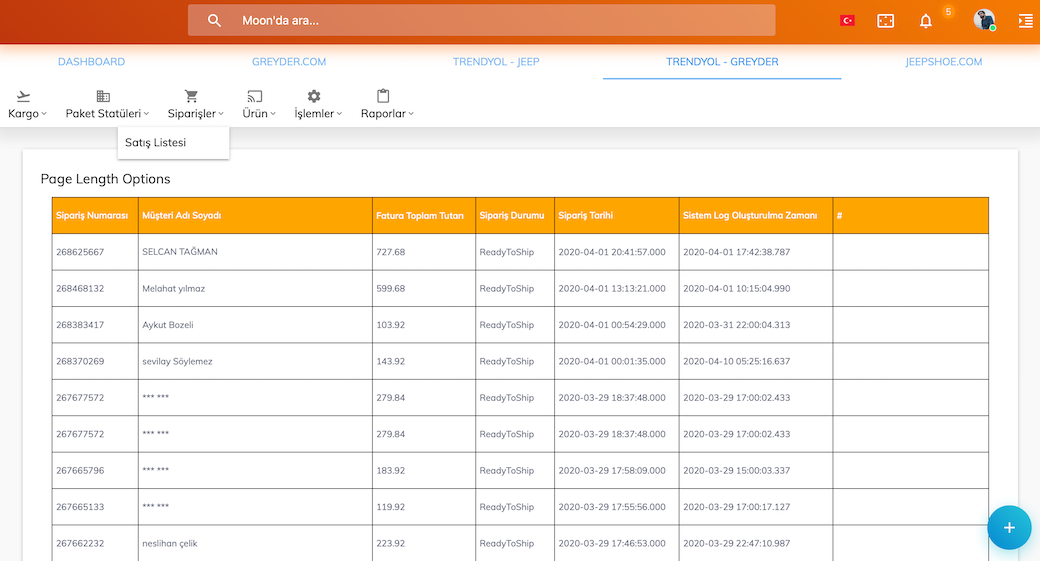 Moon'da ara...
5
DASHBOARD GREYDER.COM TRENDYOL - JEEP TRENDYOL - GREYDER JEEPSHOE.COM
Kargo Paket Statüleri Siparişler Ürün İşlemler Raporlar
Satış Listesi
Page Length Options
Sipariş Numarası Müşteri Adı Soyadı Fatura Toplam Tutarı Sipariş Durumu Sipariş Tarihi Sistem Log Oluşturulma Zamanı #
268625667 SELCAN TAĞMAN 727.68 ReadyToShip 2020-04-01 20:41:57.000 2020-04-01 17:42:38.787
268468132 Melahat yılmaz 599.68 ReadyToShip 2020-04-01 13:13:21.000 2020-04-01 10:15:04.990
268383417 Aykut Bozeli 103.92 ReadyToShip 2020-04-01 00:54:29.000 2020-03-31 22:00:04.313
268370269 sevilay Söylemez 143.92 ReadyToShip 2020-04-01 00:01:35.000 2020-04-10 05:25:16.637
267677572 *** *** 279.84 ReadyToShip 2020-03-29 18:37:48.000 2020-03-29 17:00:02.433
267677572 *** *** 279.84 ReadyToShip 2020-03-29 18:37:48.000 2020-03-29 17:00:02.433
267665796 *** *** 183.92 ReadyToShip 2020-03-29 17:58:09.000 2020-03-29 15:00:03.337
267665133 *** *** 119.92 ReadyToShip 2020-03-29 17:55:56.000 2020-03-29 17:00:17.127
267662232 neslihan çelik 223.92 ReadyToShip 2020-03-29 17:46:53.000 2020-03-29 22:47:10.987
+